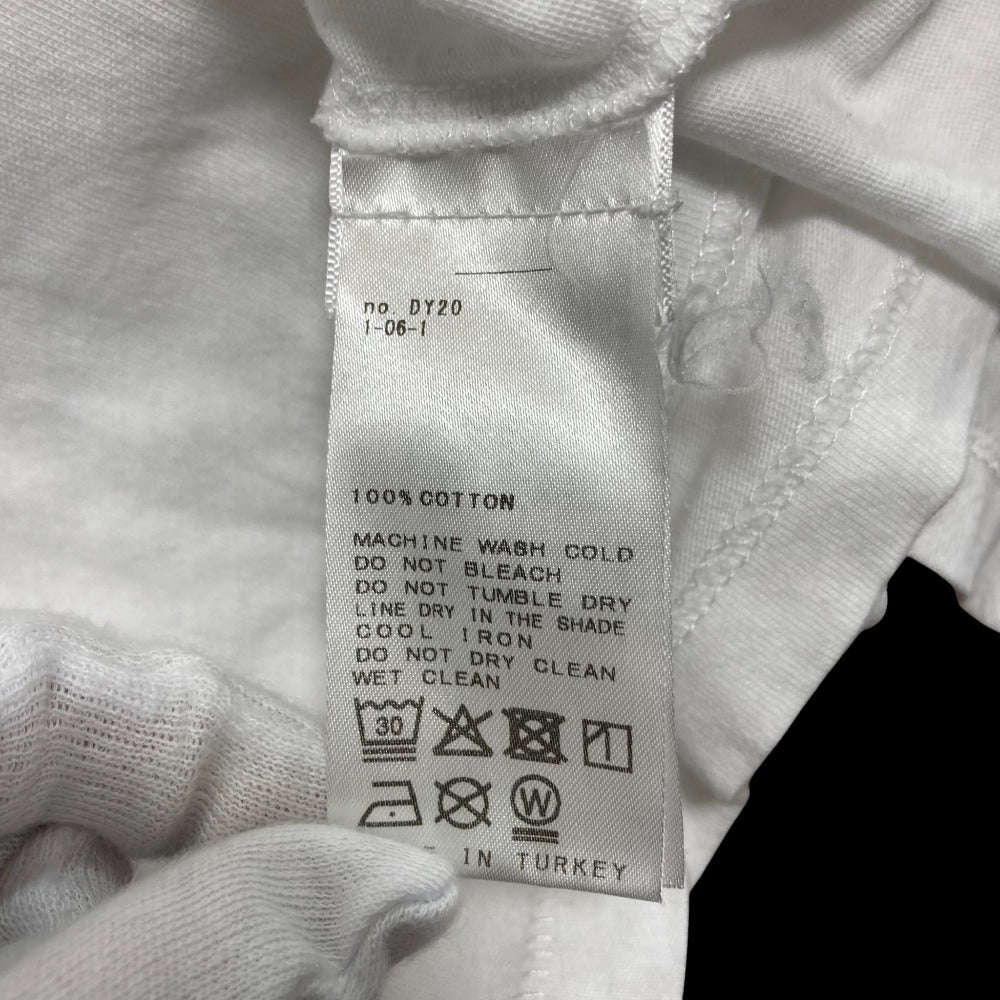 no. DY20
1-06-1
100% COTTON
MACHINE WASH COLD
DO NOT BLEACH
DO NOT TUMBLE DRY
LINE DRY IN THE SHADE
COOL IRON
DO NOT DRY CLEAN
WET CLEAN
30
W
IN TURKEY